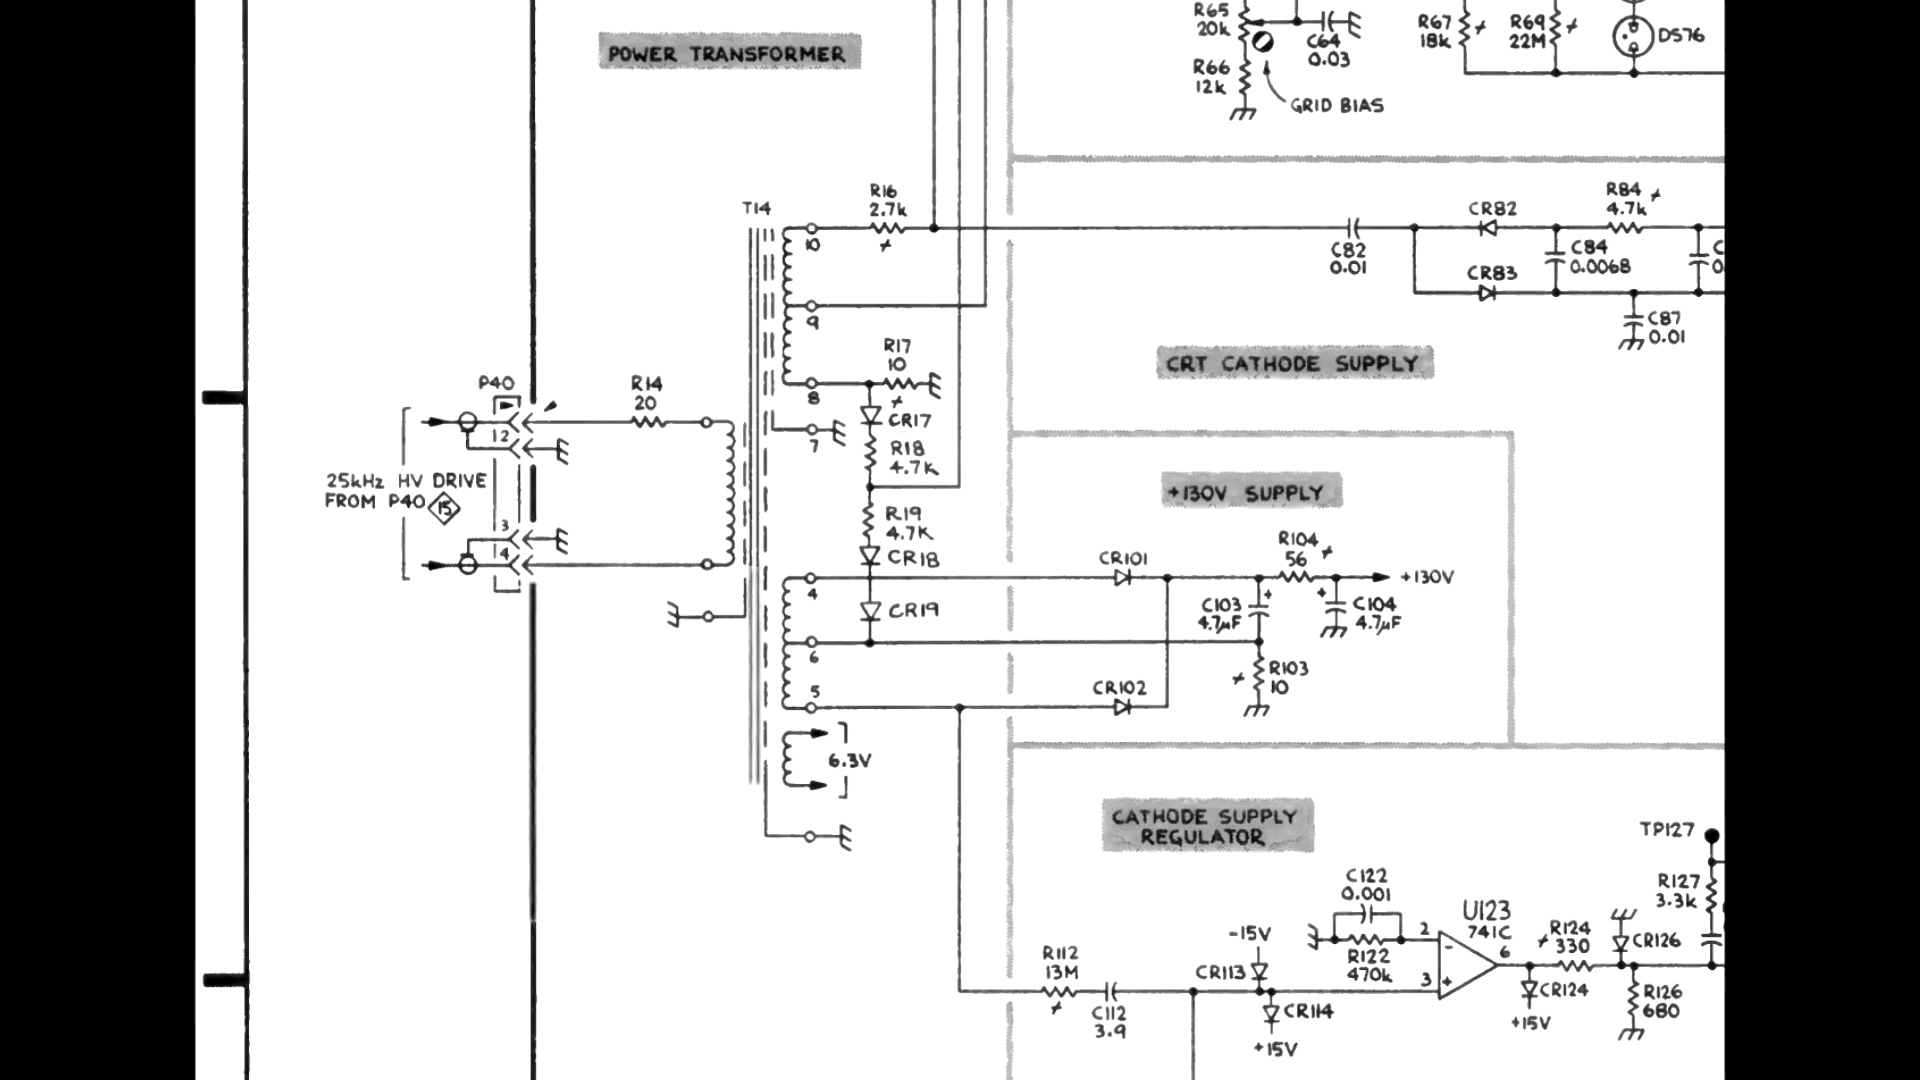 POWER TRANSFORMER
R65
20k
C64
0.03
R66
12k
GRID BIAS
R67
18k
R69
22M
DS76
T14
R16
2.7k
10
9
R17
10
8
CR17
7
R18
4.7K
R19
4.7K
CR18
4
CR19
6
5
6.3V
P40
R14
20
1
2
3
4
25kHz HV DRIVE
FROM P40
15
C82
0.01
CR82
CR83
R84
4.7k
C84
0.0068
C87
0.01
CRT CATHODE SUPPLY
+130V SUPPLY
CR101
R104
56
+130V
C103
4.7µF
+
C104
4.7µF
+
R103
10
CR102
CATHODE SUPPLY
REGULATOR
TP127
R127
3.3k
C122
0.001
R122
470k
U123
741C
2
-
3
+
6
R124
330
CR126
CR124
+15V
R126
680
-15V
CR113
CR114
+15V
R112
13M
C112
3.9